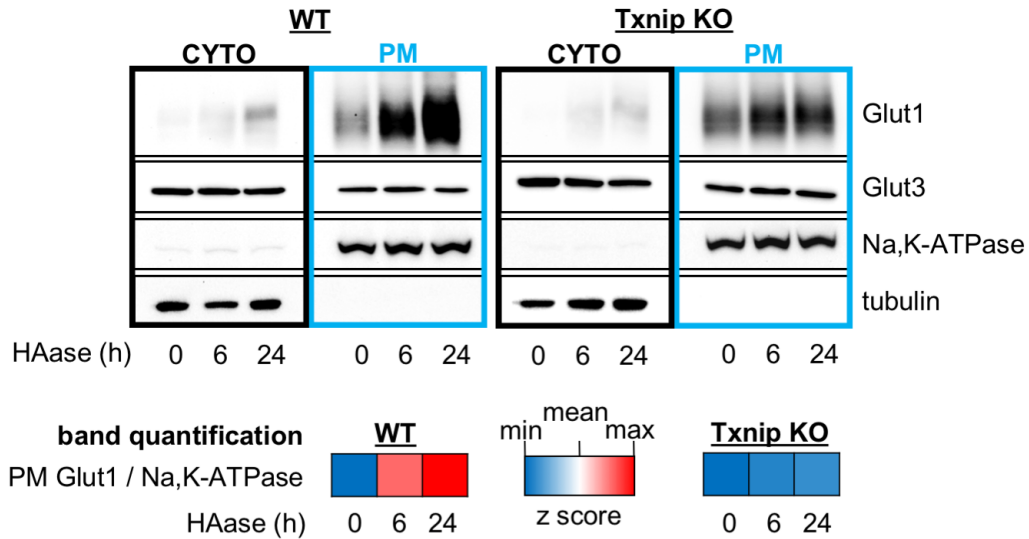 WT Txnip KO
CYTO PM CYTO PM
Glut1
Glut3
Na,K-ATPase
tubulin
HAase (h) 0 6 24 0 6 24 0 6 24 0 6 24
band quantification WT min mean max Txnip KO
PM Glut1 / Na,K-ATPase
z score
HAase (h) 0 6 24 0 6 24